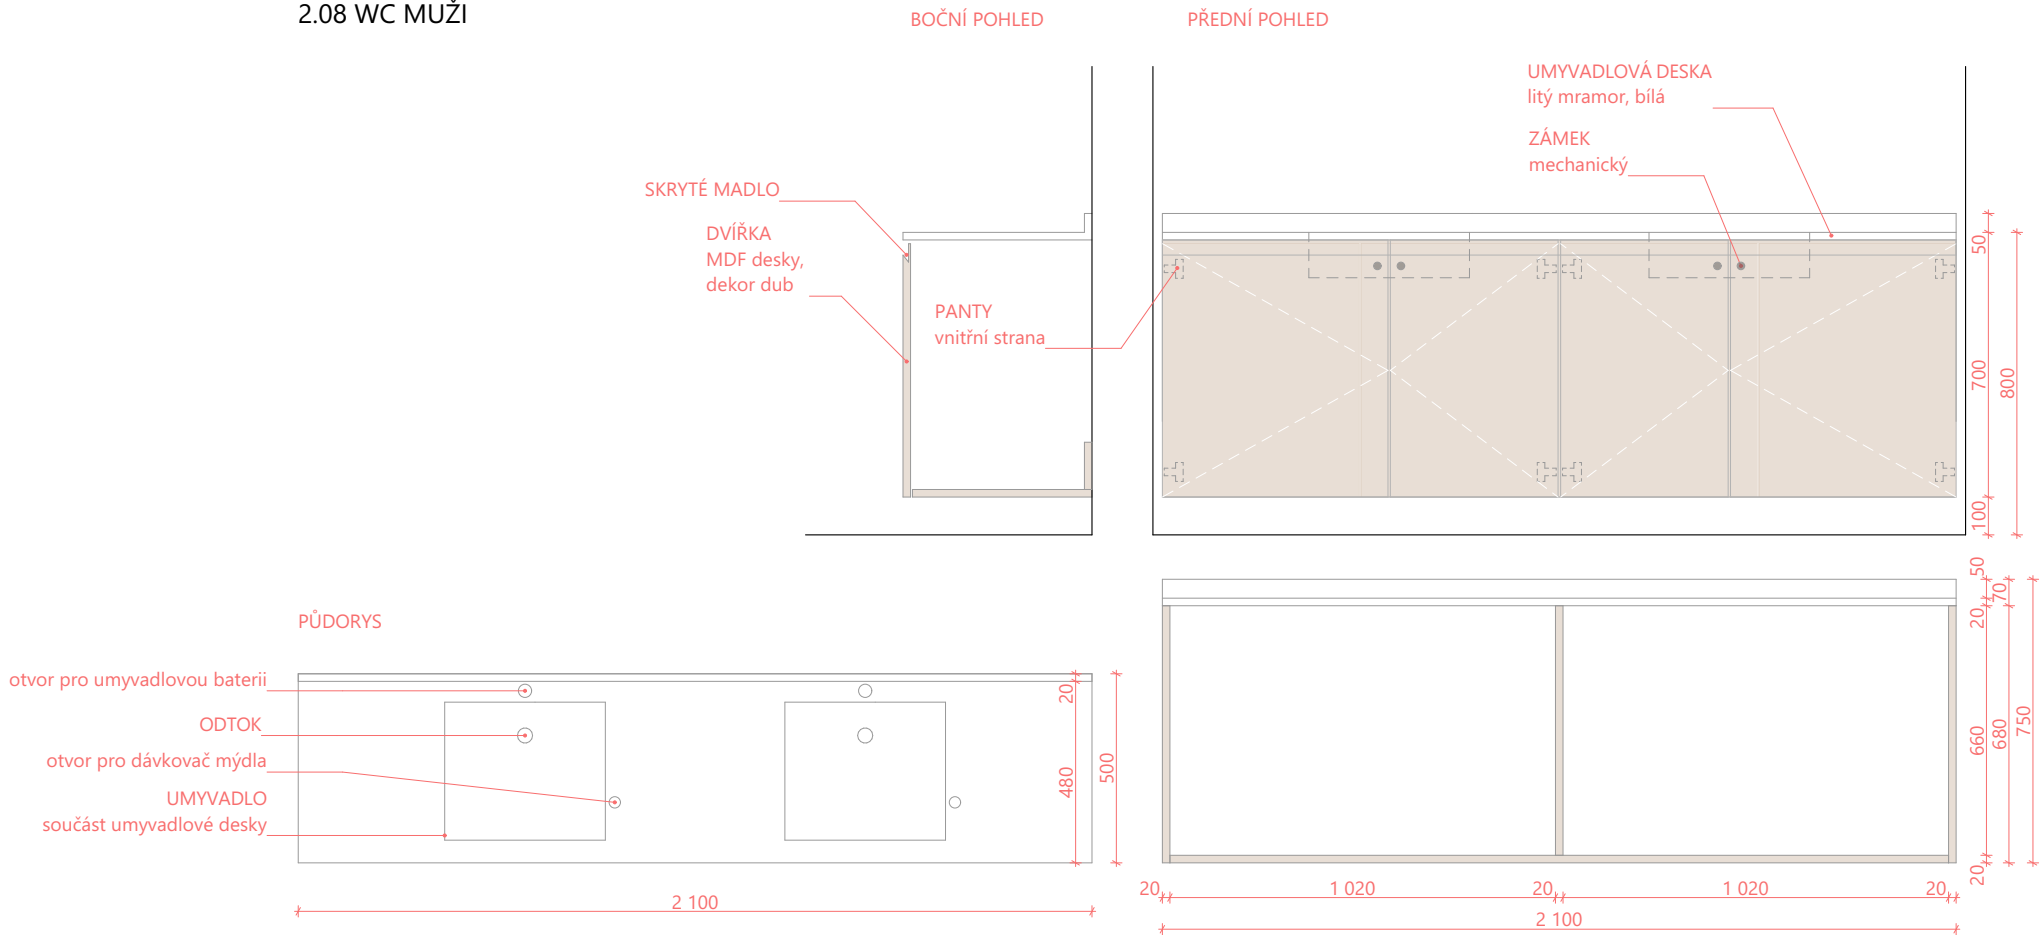 2.08 WC MUŽI
BOČNÍ POHLED
PŘEDNÍ POHLED
UMYVADLOVÁ DESKA
litý mramor, bílá
ZÁMEK
mechanický
SKRYTÉ MADLO
DVÍŘKA
MDF desky,
dekor dub
PANTY
vnitřní strana
50
700
800
100
PŮDORYS
otvor pro umyvadlovou baterii
ODTOK
otvor pro dávkovač mýdla
UMYVADLO
součást umyvadlové desky
20
480
500
2 100
50
70
20
660
680
750
20
20
1 020
20
1 020
20
2 100